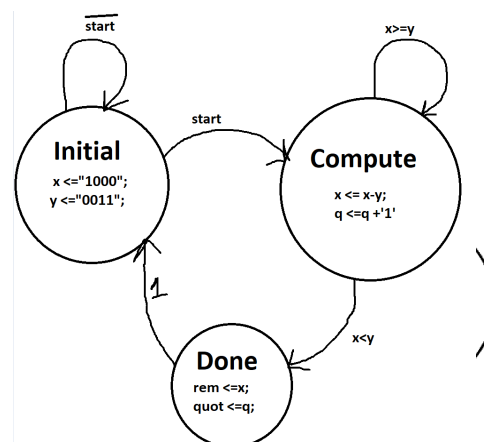 start
x>=y
start
Initial
x <="1000";
y <="0011";
Compute
x <= x-y;
q <=q +'1'
1
x<y
Done
rem <=x;
quot <=q;